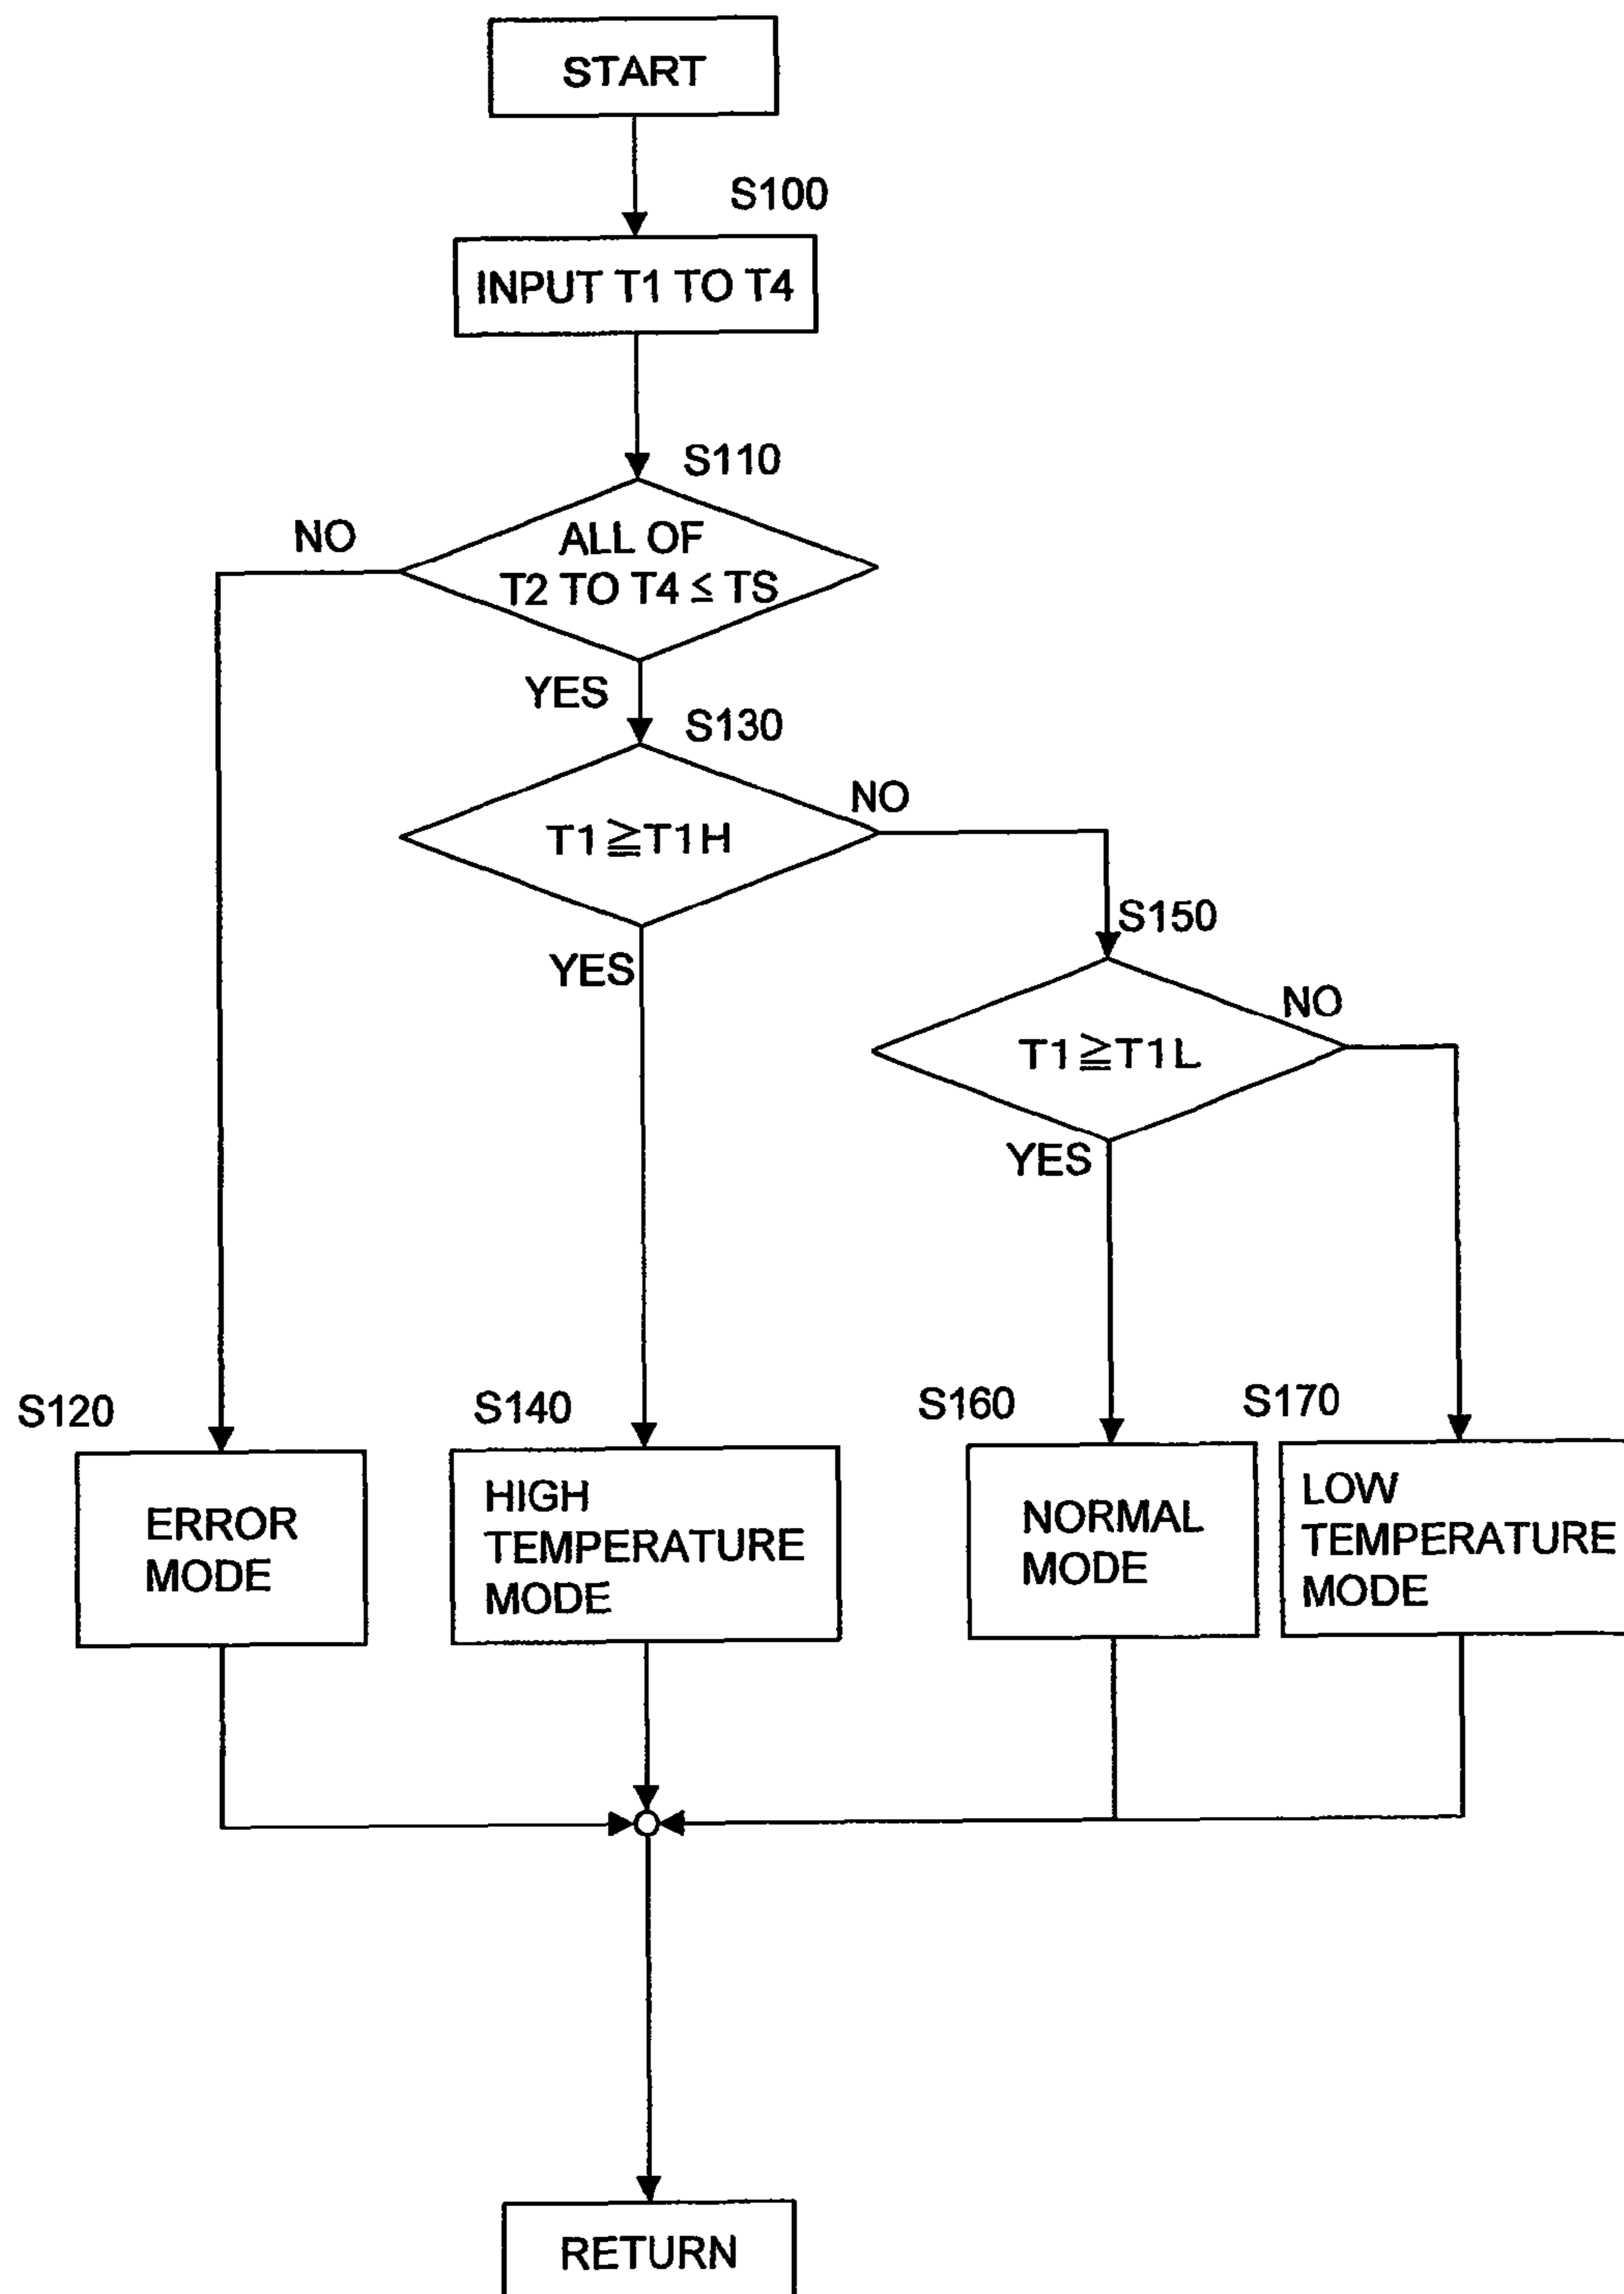 START
S100
INPUT T1 TO T4
S110
NO
ALL OF
T2 TO T4 ≤ TS
YES
S130
NO
T1≧T1H
YES
S150
NO
T1≧T1L
YES
S120
S140
S160
S170
ERROR
MODE
HIGH
TEMPERATURE
MODE
NORMAL
MODE
LOW
TEMPERATURE
MODE
RETURN